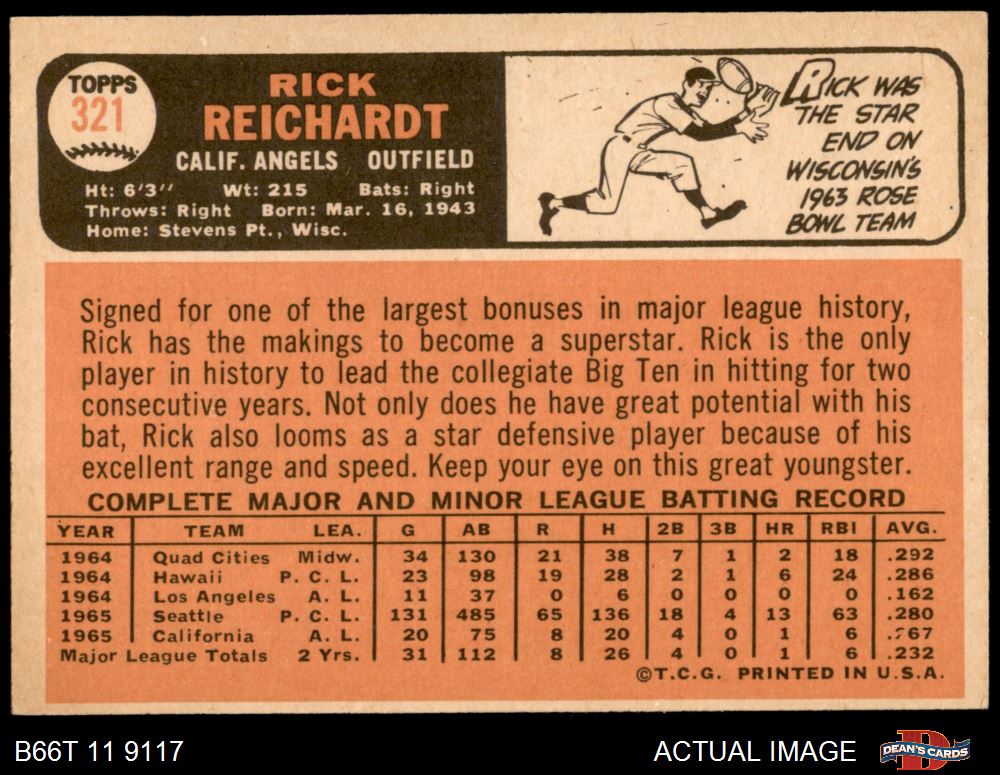 TOPPS
321
RICK
REICHARDT
CALIF. ANGELS OUTFIELD
Ht: 6'3" Wt: 215 Bats: Right
Throws: Right Born: Mar. 16, 1943
Home: Stevens Pt., Wisc.
RICK WAS
THE STAR
END ON
WISCONSIN'S
1963 ROSE
BOWL TEAM
Signed for one of the largest bonuses in major league history,
Rick has the makings to become a superstar. Rick is the only
player in history to lead the collegiate Big Ten in hitting for two
consecutive years. Not only does he have great potential with his
bat, Rick also looms as a star defensive player because of his
excellent range and speed. Keep your eye on this great youngster.
COMPLETE MAJOR AND MINOR LEAGUE BATTING RECORD
YEAR TEAM LEA. G AB R H 2B 3B HR RBI AVG.
1964 Quad Cities Midw. 34 130 21 38 7 1 2 18 .292
1964 Hawaii P. C. L. 23 98 19 28 2 1 6 24 .286
1964 Los Angeles A. L. 11 37 0 6 0 0 0 0 .162
1965 Seattle P. C. L. 131 485 65 136 18 4 13 63 .280
1965 California A. L. 20 75 8 20 4 0 1 6 .267
Major League Totals 2 Yrs. 31 112 8 26 4 0 1 6 .232
©T.C.G. PRINTED IN U.S.A.
B66T 11 9117 ACTUAL IMAGE DEAN'S CARDS